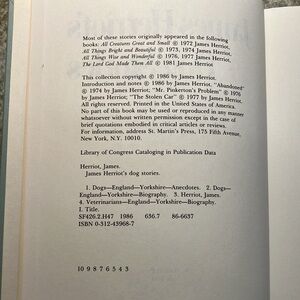 Most of these stories originally appeared in the following
books: All Creatures Great and Small © 1972 James Herriot,
All Things Bright and Beautiful © 1973, 1974 James Herriot,
All Things Wise and Wonderful © 1976, 1977 James Herriot,
The Lord God Made Them All © 1981 James Herriot
This collection copyright © 1986 by James Herriot.
Introduction and notes © 1986 by James Herriot. "Abandoned"
© 1974 by James Herriot; "Mr. Pinkerton's Problem" © 1976
by James Herriot; "The Stolen Car" © 1977 by James Herriot.
All rights reserved. Printed in the United States of America.
No part of this book may be used or reproduced in any manner
whatsoever without written permission except in the case of
brief quotations embodied in critical articles or reviews.
For information, address St. Martin's Press, 175 Fifth Avenue,
New York, N.Y. 10010.
Library of Congress Cataloging in Publication Data
Herriot, James.
James Herriot's dog stories.
1. Dogs—England—Yorkshire—Anecdotes. 2. Dogs—
England—Yorkshire—Biography. 3. Herriot, James.
4. Veterinarians—England—Yorkshire—Biography.
I. Title.
SF426.2.H47 1986 636.7 86-6637
ISBN 0-312-43968-7
10 9 8 7 6 5 4 3